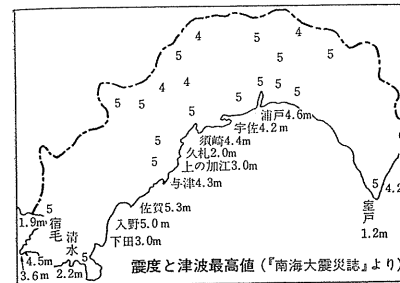 4
4
5
5
4
5
5
5
4
4
5
5
5
5
5
浦戸4.6m
宇佐4.2m
須崎4.4m
5
久礼2.0m
5
上の加江3.0m
与津4.3m
5
4.2
室戸
1.2m
佐賀5.3m
入野5.0m
下田3.0m
5
1.9m
宿毛
清水
5
4.5m
3.6m
2.2m
震度と津波最高値(『南海大震災誌』より)